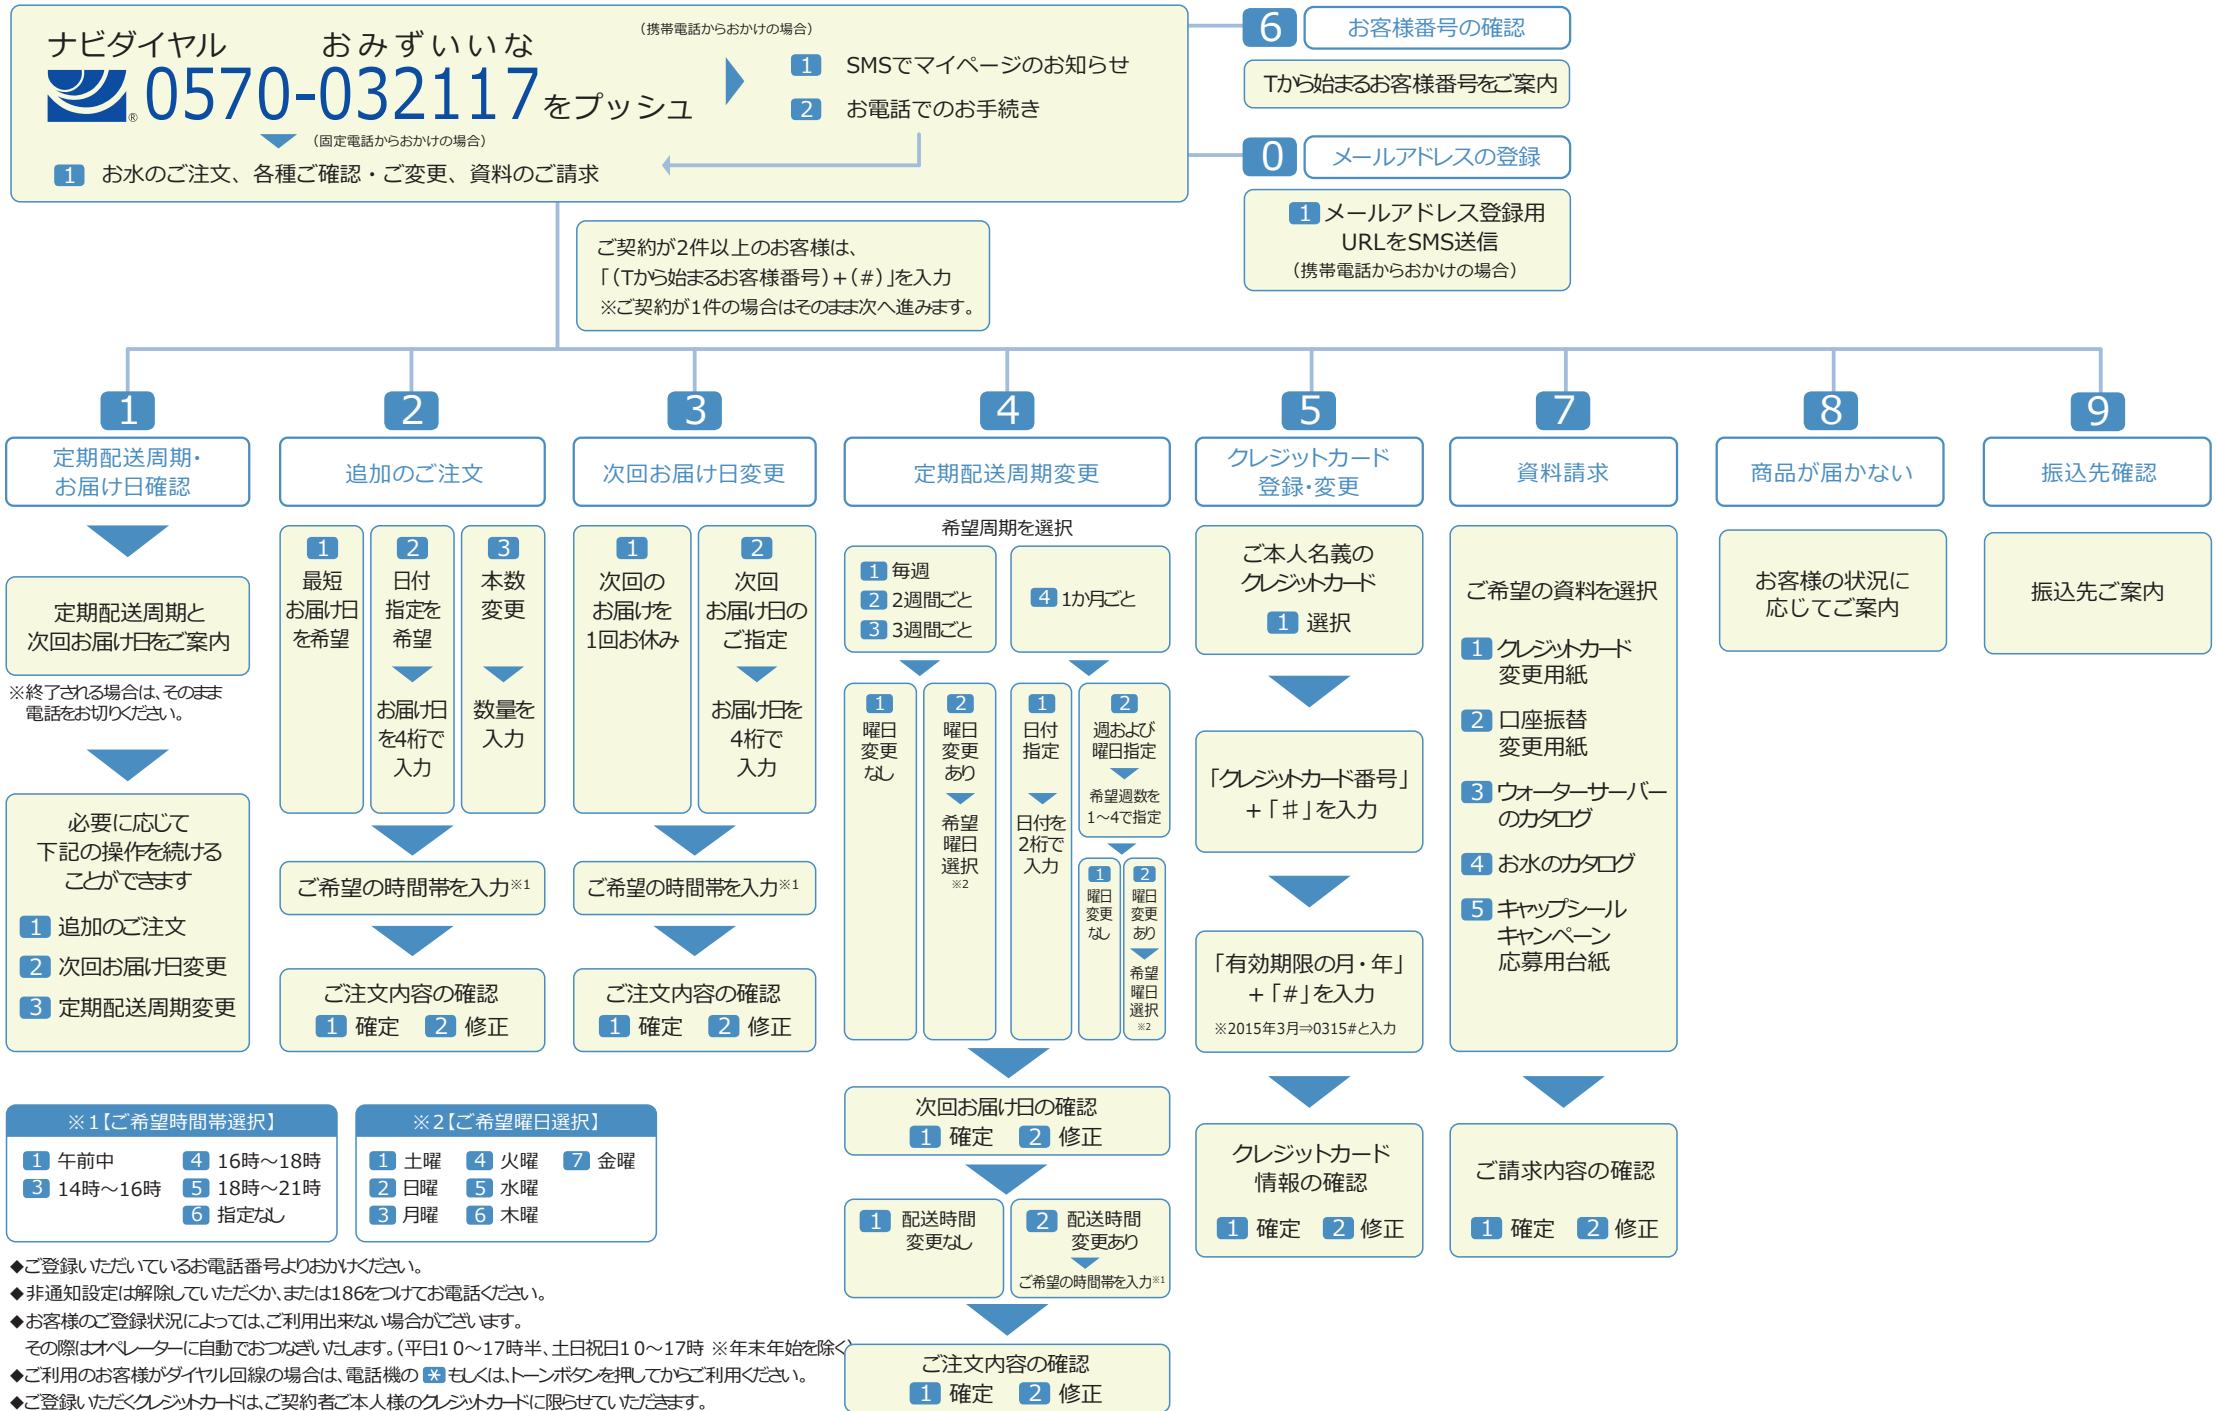 ナビダイヤル おみずいいな
® 0570-032117をプッシュ
(固定電話からおかけの場合)
1 お水のご注文、各種ご確認・ご変更、資料のご請求
(携帯電話からおかけの場合)
1 SMSでマイページのお知らせ
2 お電話でのお手続き
6 お客様番号の確認
Tから始まるお客様番号をご案内
0 メールアドレスの登録
1 メールアドレス登録用
URLをSMS送信
(携帯電話からおかけの場合)
ご契約が2件以上のお客様は、
「(Tから始まるお客様番号)+(#)」を入力
※ご契約が1件の場合はそのまま次へ進みます。
1
定期配送周期・
お届け日確認
定期配送周期と
次回お届け日をご案内
※終了される場合は、そのまま
電話をお切りください。
必要に応じて
下記の操作を続ける
ことができます
1 追加のご注文
2 次回お届け日変更
3 定期配送周期変更
2
追加のご注文
1
最短
お届け日
を希望
2
日付
指定を
希望
お届け日
を4桁で
入力
3
本数
変更
数量を
入力
ご希望の時間帯を入力※1
ご注文内容の確認
1 確定 2 修正
3
次回お届け日変更
1
次回の
お届けを
1回お休み
2
次回
お届け日の
ご指定
お届け日を
4桁で
入力
ご希望の時間帯を入力※1
ご注文内容の確認
1 確定 2 修正
4
定期配送周期変更
希望周期を選択
1 毎週
2 2週間ごと
3 3週間ごと
4 1か月ごと
1
曜日
変更
なし
2
曜日
変更
あり
希望
曜日
選択
※2
1
日付
指定
日付を
2桁で
入力
2
週および
曜日指定
希望週数を
1～4で指定
1
曜日
変更
なし
2
曜日
変更
あり
希望
曜日
選択
※2
次回お届け日の確認
1 確定 2 修正
1 配送時間
変更なし
2 配送時間
変更あり
ご希望の時間帯を入力※1
ご注文内容の確認
1 確定 2 修正
5
クレジットカード
登録・変更
ご本人名義の
クレジットカード
1 選択
「クレジットカード番号」
+「♯」を入力
「有効期限の月・年」
+「#」を入力
※2015年3月⇒0315#と入力
クレジットカード
情報の確認
1 確定 2 修正
7
資料請求
ご希望の資料を選択
1 クレジットカード
変更用紙
2 口座振替
変更用紙
3 ウォーターサーバー
のカタログ
4 お水のカタログ
5 キャップシール
キャンペーン
応募用台紙
ご請求内容の確認
1 確定 2 修正
8
商品が届かない
お客様の状況に
応じてご案内
9
振込先確認
振込先ご案内
※1【ご希望時間帯選択】
1 午前中 4 16時～18時
3 14時～16時 5 18時～21時
6 指定なし
※2【ご希望曜日選択】
1 土曜 4 火曜 7 金曜
2 日曜 5 水曜
3 月曜 6 木曜
◆ご登録いただいているお電話番号よりおかけください。
◆非通知設定は解除していただくか、または186をつけてお電話ください。
◆お客様のご登録状況によっては、ご利用出来ない場合がございます。
その際はオペレーターに自動でおつなぎいたします。(平日10～17時半、土日祝日10～17時 ※年末年始を除く)
◆ご利用のお客様がダイヤル回線の場合は、電話機の * もしくは、トーンボタンを押してからご利用ください。
◆ご登録いただくクレジットカードは、ご契約者ご本人様のクレジットカードに限らせていただきます。